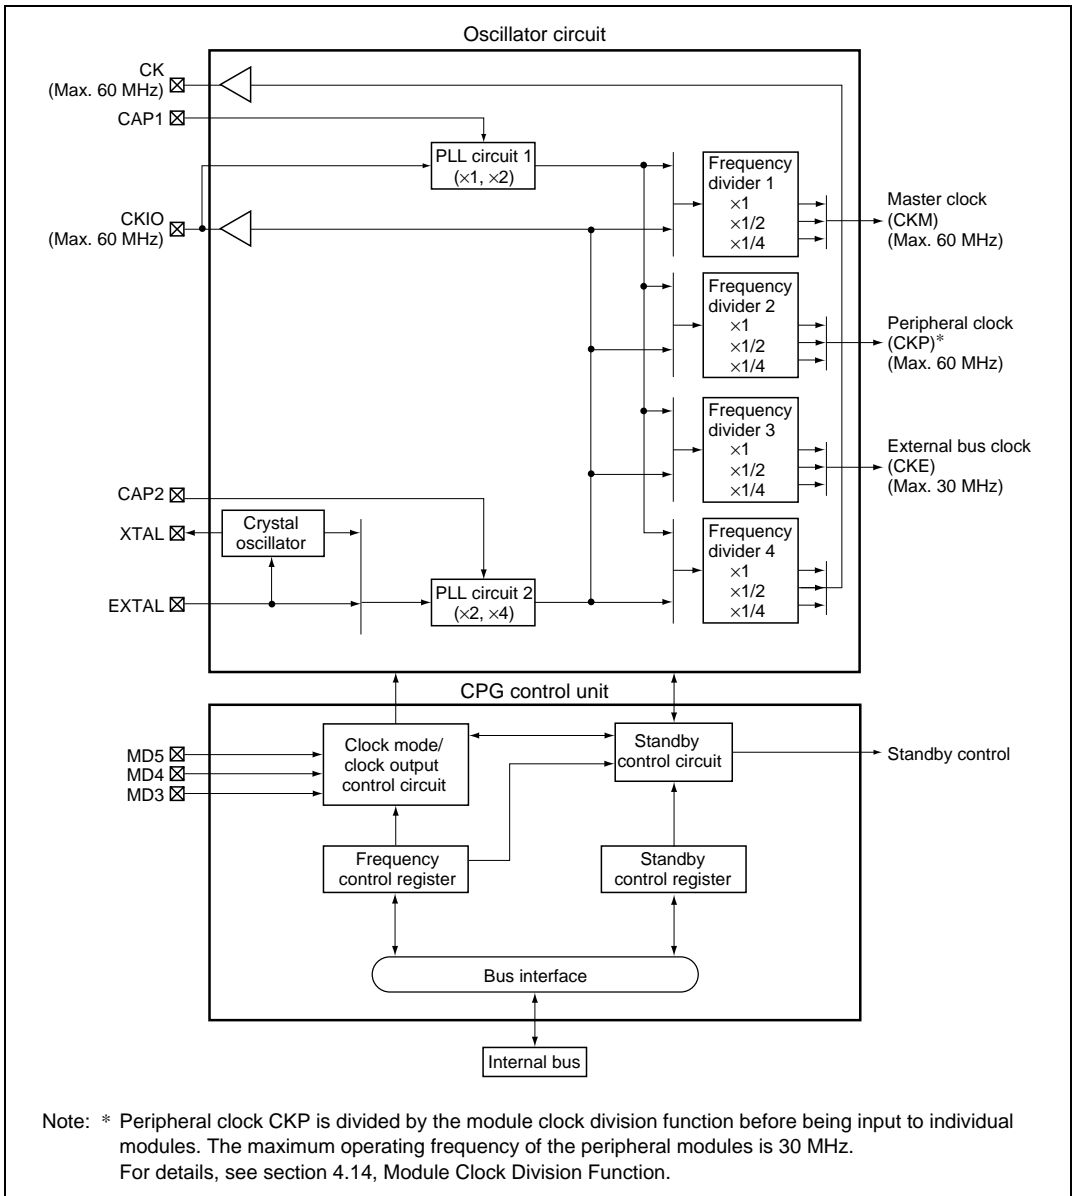 Oscillator circuit
CK
(Max. 60 MHz)
CAP1
PLL circuit 1
(×1, ×2)
CKIO
(Max. 60 MHz)
Frequency
divider 1
×1
×1/2
×1/4
Master clock
(CKM)
(Max. 60 MHz)
Frequency
divider 2
×1
×1/2
×1/4
Peripheral clock
(CKP)*
(Max. 60 MHz)
Frequency
divider 3
×1
×1/2
×1/4
External bus clock
(CKE)
(Max. 30 MHz)
CAP2
XTAL
Crystal
oscillator
EXTAL
PLL circuit 2
(×2, ×4)
Frequency
divider 4
×1
×1/2
×1/4
CPG control unit
MD5
MD4
MD3
Clock mode/
clock output
control circuit
Standby
control circuit
Standby control
Frequency
control register
Standby
control register
Bus interface
Internal bus
Note: * Peripheral clock CKP is divided by the module clock division function before being input to individual
modules. The maximum operating frequency of the peripheral modules is 30 MHz.
For details, see section 4.14, Module Clock Division Function.